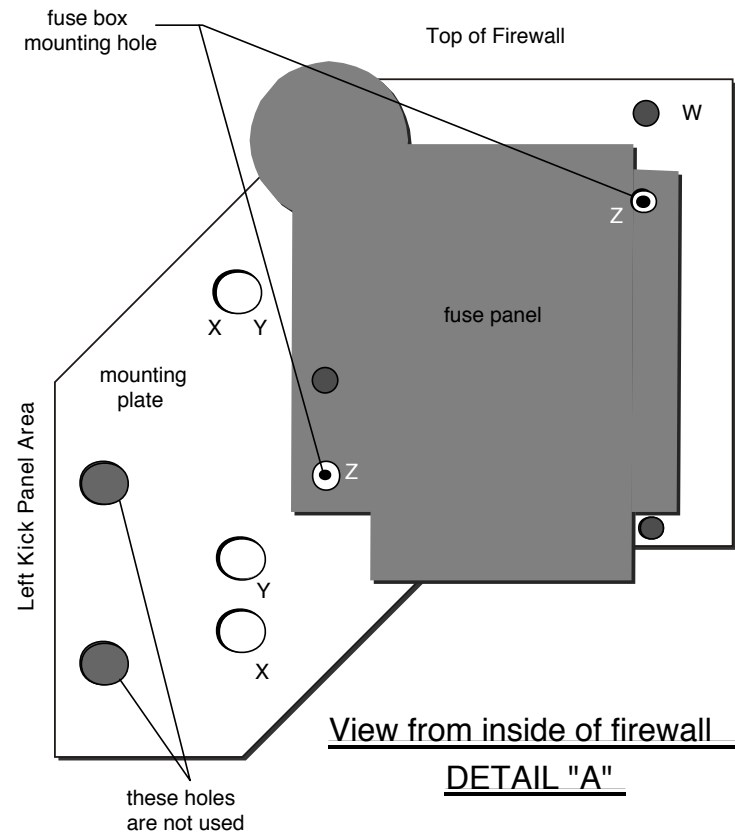 fuse box
mounting hole
Top of Firewall
W
Z
fuse panel
X Y
mounting
plate
Z
Left Kick Panel Area
Y
X
View from inside of firewall
DETAIL "A"
these holes
are not used